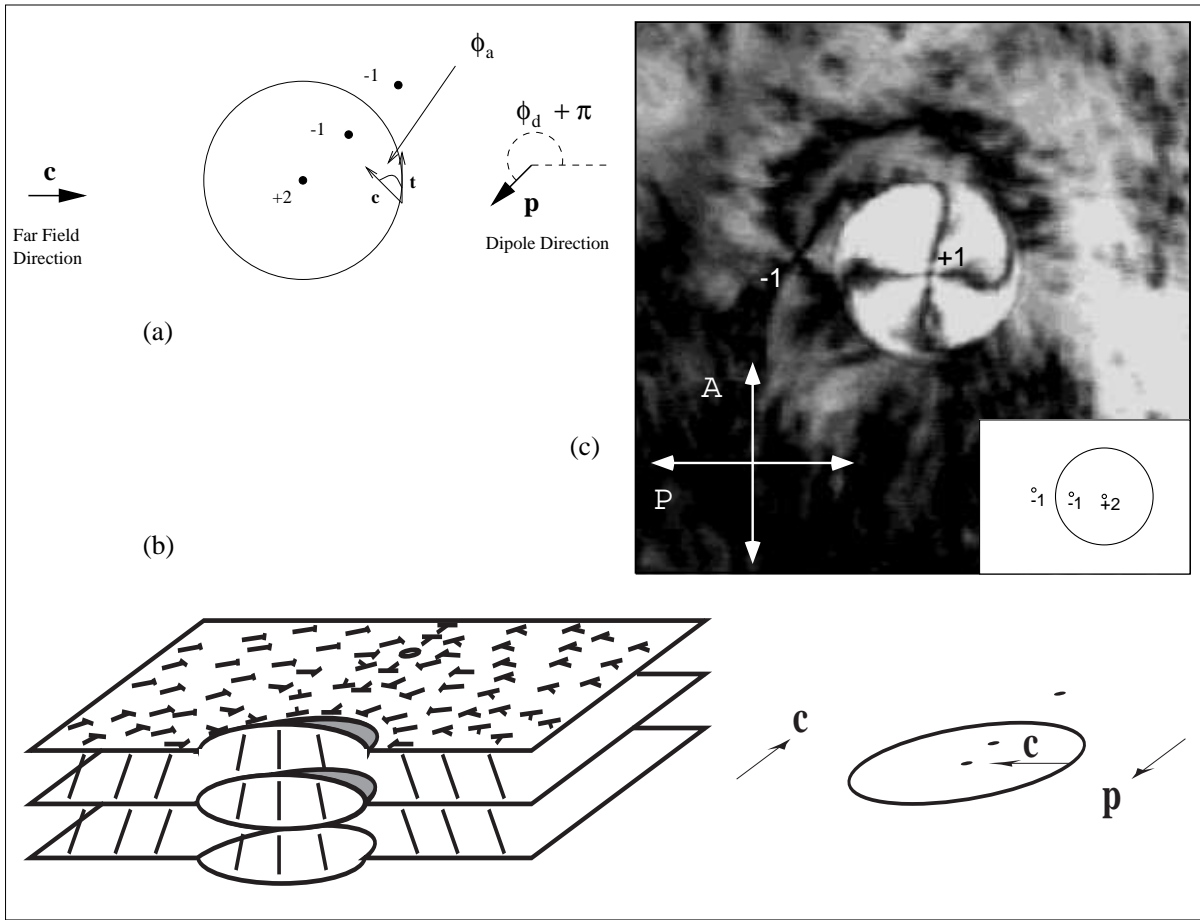 ϕa
-1
-1
ϕd + π
c
t
c
+2
p
Far Field
Direction
Dipole Direction
(a)
+1
-1
A
(c)
P
-1
-1
+2
(b)
c
c
p